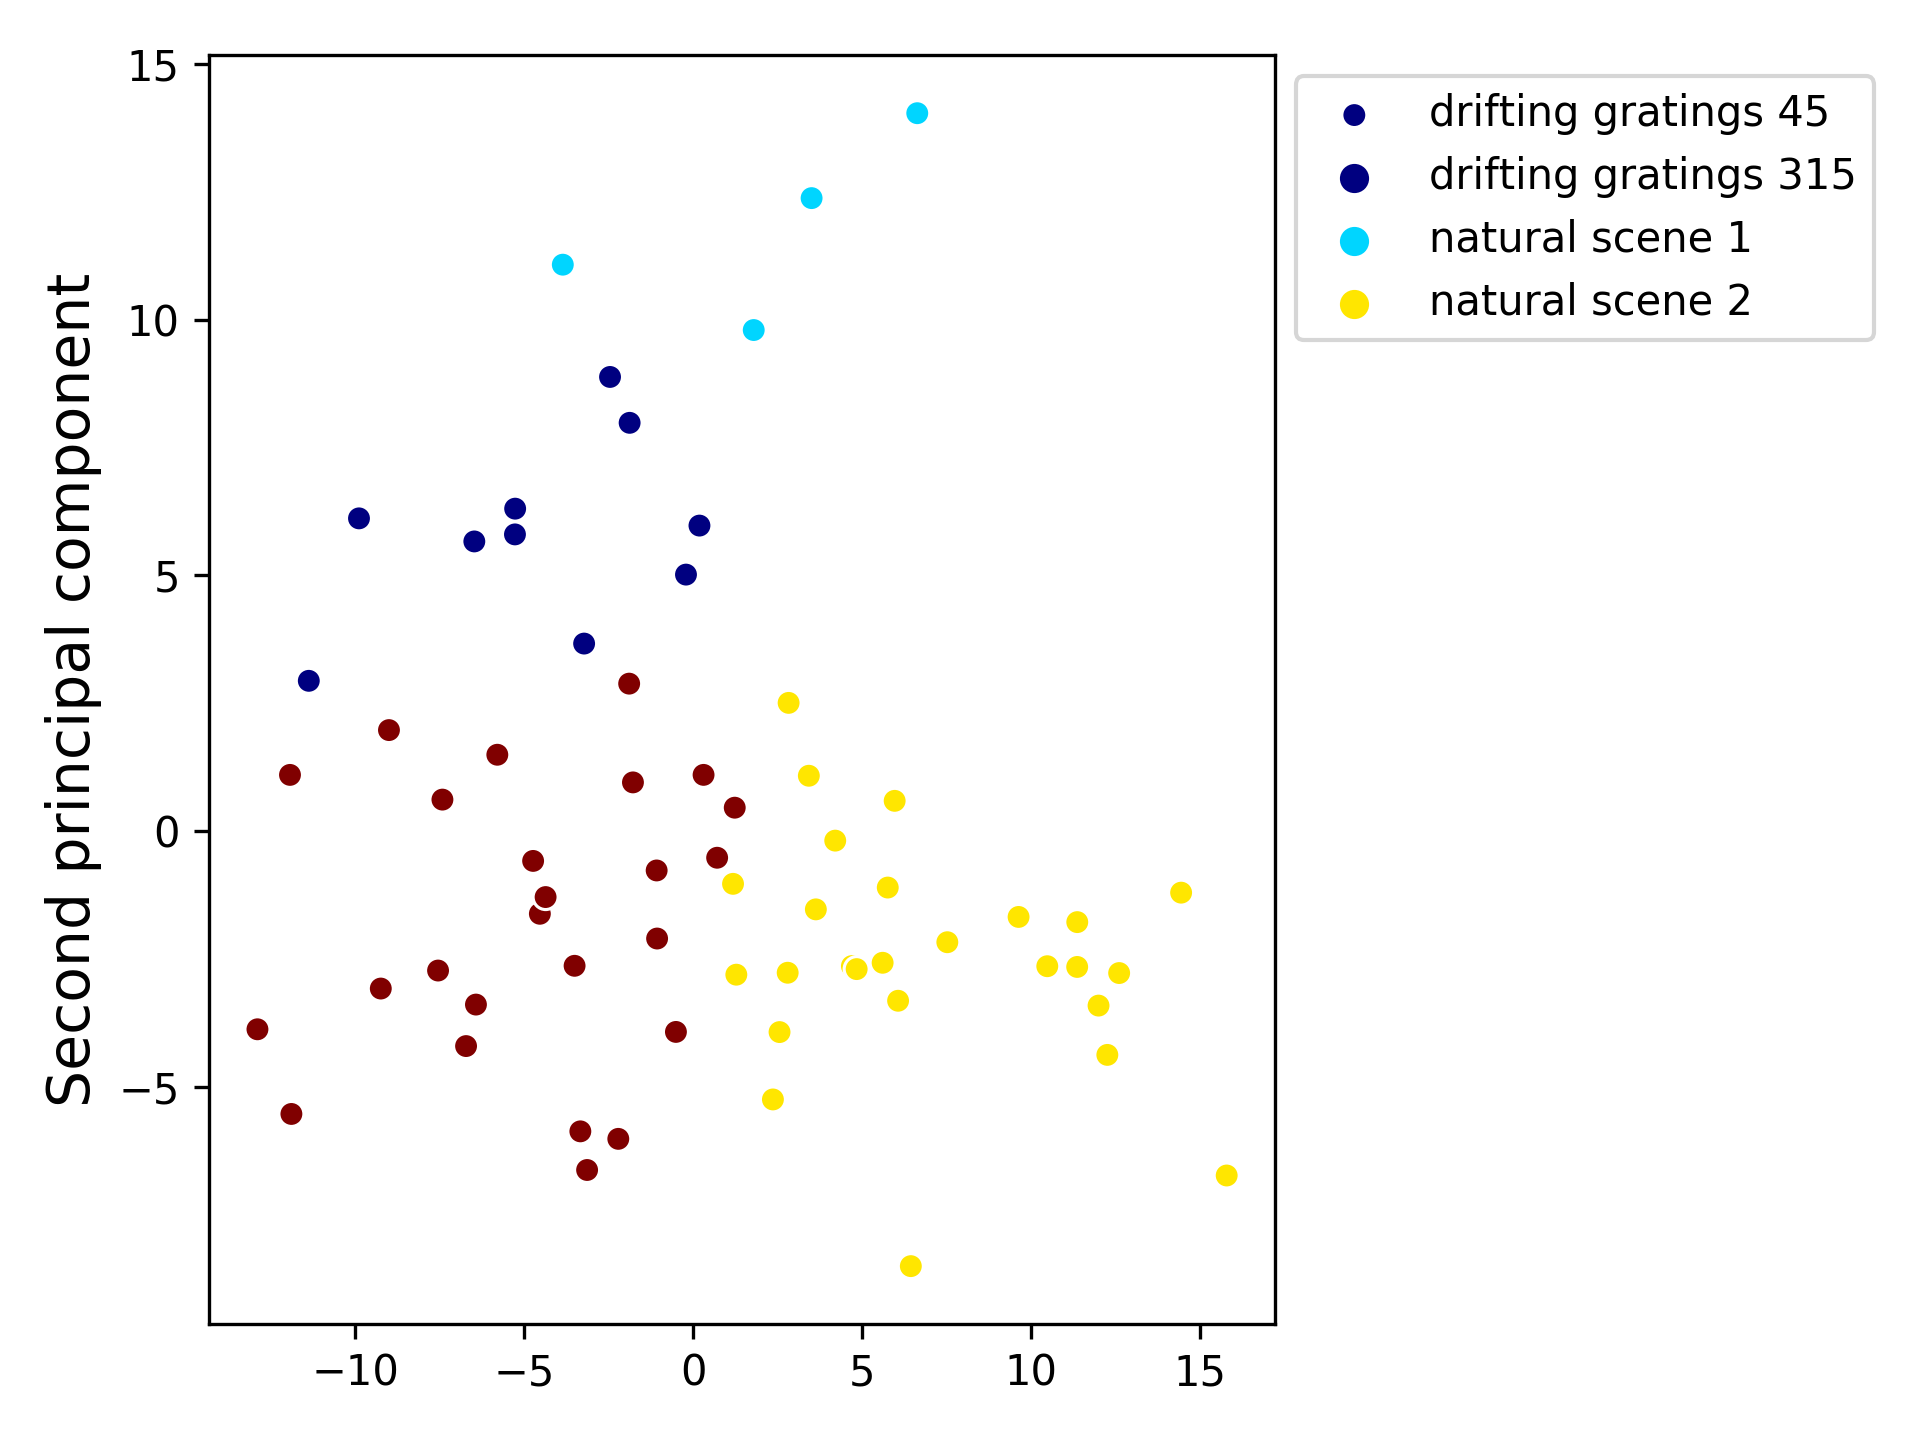 15
10
5
0
−5
Second principal component
−10
−5
0
5
10
15
drifting gratings 45
drifting gratings 315
natural scene 1
natural scene 2